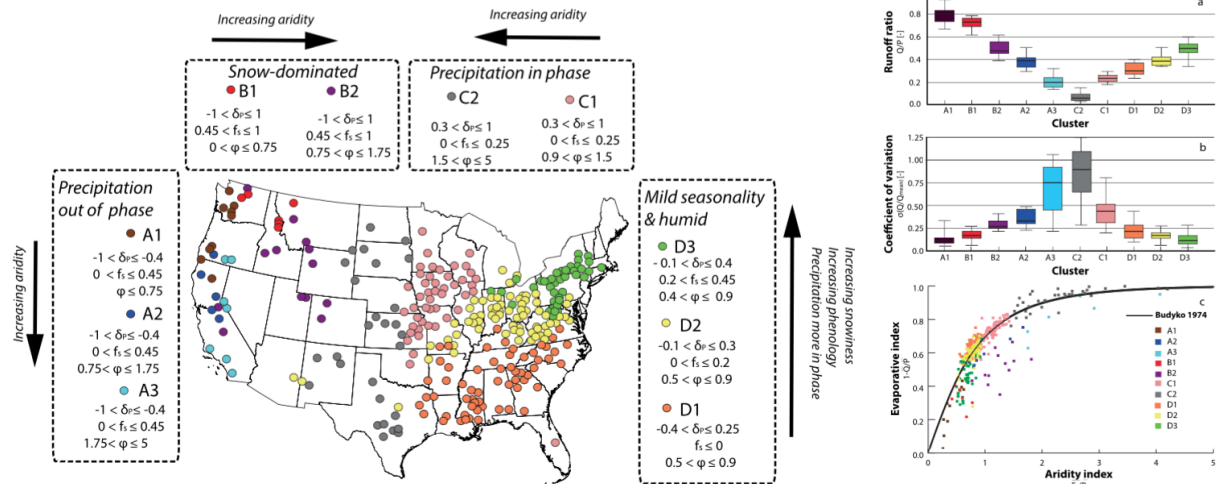 Increasing aridity
Increasing aridity
Snow-dominated
B1
B2
-1 < δP ≤ 1
0.45 < fs ≤ 1
0 < φ ≤ 0.75
-1 < δP ≤ 1
0.45 < fs ≤ 1
0.75 < φ ≤ 1.75
Precipitation in phase
C2
C1
0.3 < δP ≤ 1
0 < fs ≤ 0.25
1.5 < φ ≤ 5
0.3 < δP ≤ 1
0 < fs ≤ 0.25
0.9 < φ ≤ 1.5
Increasing aridity
Precipitation
out of phase
A1
-1 < δP ≤ -0.4
0 < fs ≤ 0.45
φ ≤ 0.75
A2
-1 < δP ≤ -0.4
0 < fs ≤ 0.45
0.75 < φ ≤ 1.75
A3
-1 < δP ≤ -0.4
0 < fs ≤ 0.45
1.75 < φ ≤ 5
Mild seasonality
& humid
D3
- 0.1 < δP ≤ 0.4
0.2 < fs ≤ 0.45
0.4 < φ ≤ 0.9
D2
-0.1 < δP ≤ 0.3
0 < fs ≤ 0.2
0.5 < φ ≤ 0.9
D1
-0.4 < δP ≤ 0.25
fs ≤ 0
0.5 < φ ≤ 0.9
Increasing snowiness
Increasing phenology
Precipitation more in phase
a
Runoff ratio
Q/P [-]
0.8
0.6
0.4
0.2
0.0
A1 B1 B2 A2 A3 C2 C1 D1 D2 D3
Cluster
b
Coefficient of variation
σ(Q/Qmean) [-]
1.25
1.00
0.75
0.50
0.25
0.00
A1 B1 B2 A2 A3 C2 C1 D1 D2 D3
Cluster
c
Evaporative index
1-Q/P
1.0
0.8
0.6
0.4
0.2
0.0
Budyko 1974
A1
A2
A3
B1
B2
C1
C2
D1
D2
D3
0 1 2 3 4 5
Aridity index